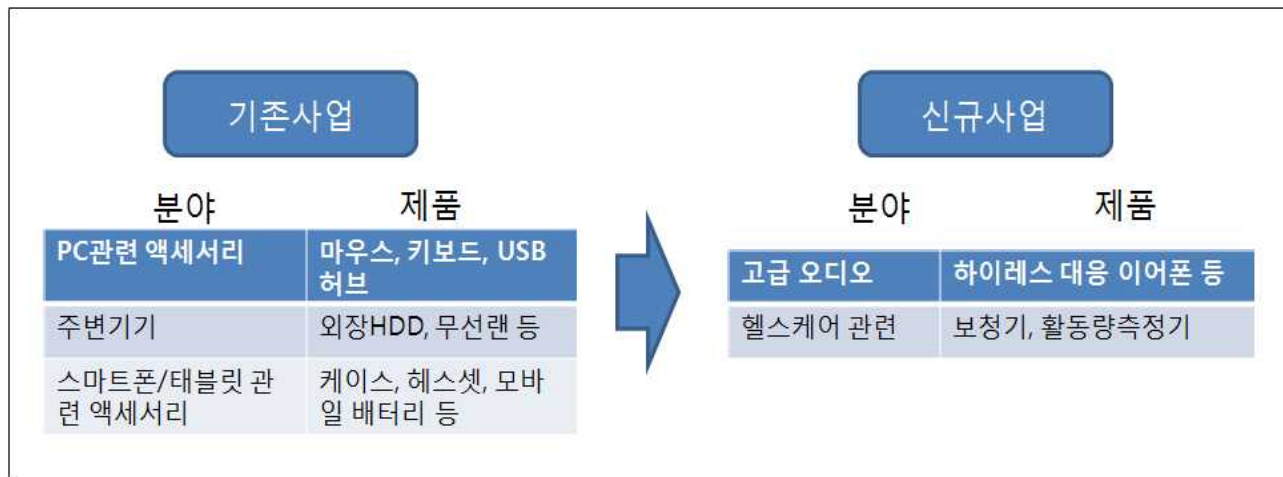 기존사업
분야 제품
PC관련 액세서리 마우스, 키보드, USB
허브
주변기기 외장HDD, 무선랜 등
스마트폰/태블릿 관 케이스, 헤스셋, 모바
련 액세서리 일 배터리 등
신규사업
분야 제품
고급 오디오 하이레스 대응 이어폰 등
헬스케어 관련 보청기, 활동량측정기